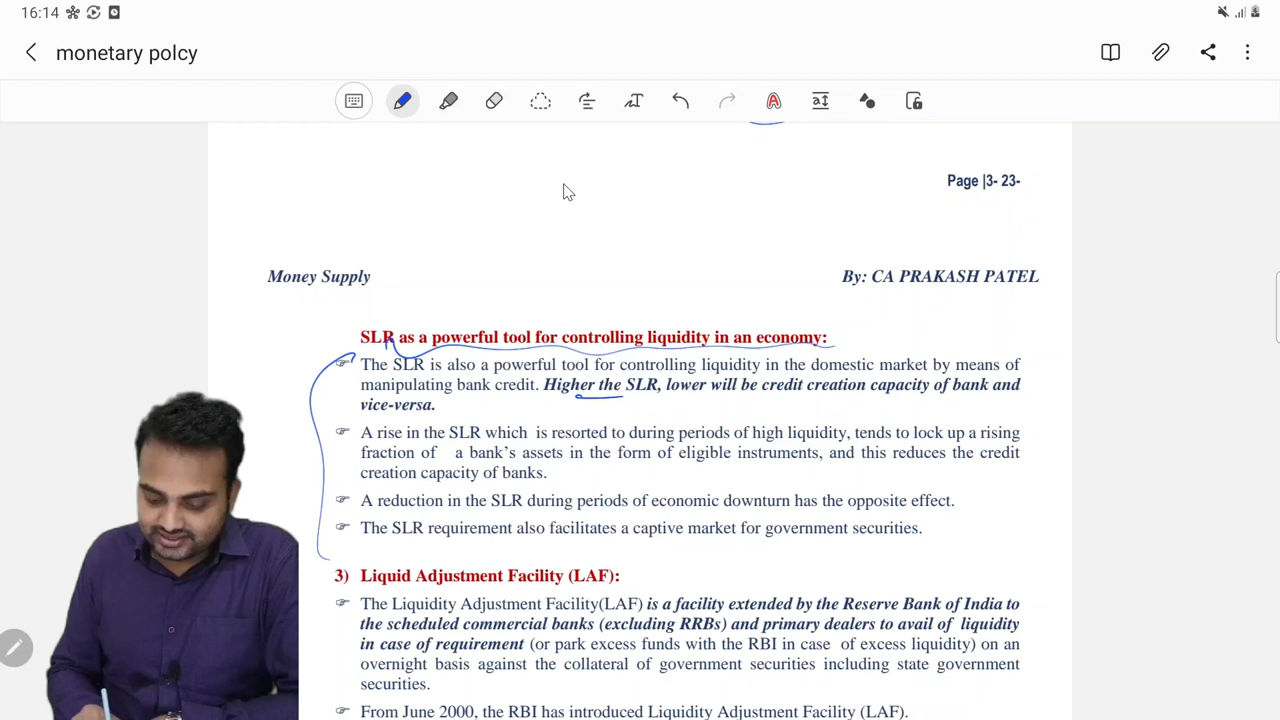 16:14
monetary polcy
Page |3- 23-
Money Supply
By: CA PRAKASH PATEL
SLR as a powerful tool for controlling liquidity in an economy:
☞ The SLR is also a powerful tool for controlling liquidity in the domestic market by means of
manipulating bank credit. Higher the SLR, lower will be credit creation capacity of bank and
vice-versa.
☞ A rise in the SLR which is resorted to during periods of high liquidity, tends to lock up a rising
fraction of a bank's assets in the form of eligible instruments, and this reduces the credit
creation capacity of banks.
☞ A reduction in the SLR during periods of economic downturn has the opposite effect.
☞ The SLR requirement also facilitates a captive market for government securities.
3) Liquid Adjustment Facility (LAF):
☞ The Liquidity Adjustment Facility(LAF) is a facility extended by the Reserve Bank of India to
the scheduled commercial banks (excluding RRBs) and primary dealers to avail of liquidity
in case of requirement (or park excess funds with the RBI in case of excess liquidity) on an
overnight basis against the collateral of government securities including state government
securities.
☞ From June 2000, the RBI has introduced Liquidity Adjustment Facility (LAF).